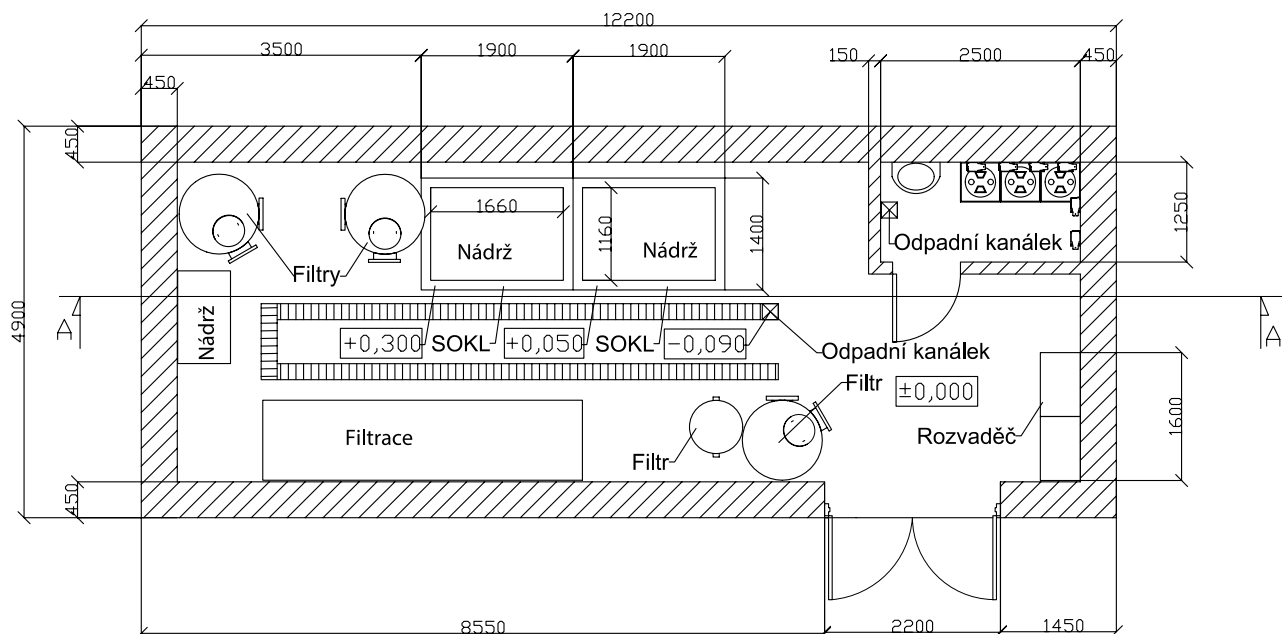 12200
3500
1900
1900
150
2500
450
450
450
4900
1660
1160
1400
1250
Nádrž
Nádrž
Odpadní kanálek
Filtry
A
A
Nádrž
+0,300
SOKL
+0,050
SOKL
-0,090
Odpadní kanálek
Filtr
±0,000
Filtrace
Filtr
Rozvaděč
1600
450
8550
2200
1450